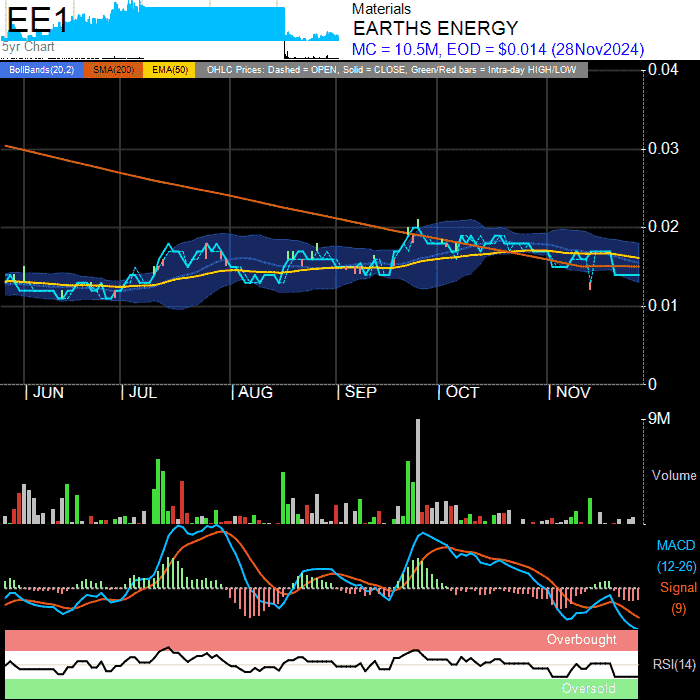 EE1
5yr Chart
Materials
EARTHS ENERGY
MC = 10.5M, EOD = $0.014 (28Nov2024)
BollBands(20,2) SMA(200) EMA(50) OHLC Prices: Dashed = OPEN, Solid = CLOSE, Green/Red bars = Intra-day HIGH/LOW
0.04
0.03
0.02
0.01
0
JUN JUL AUG SEP OCT NOV
9M
Volume
MACD
(12-26)
Signal
(9)
Overbought
RSI(14)
Oversold